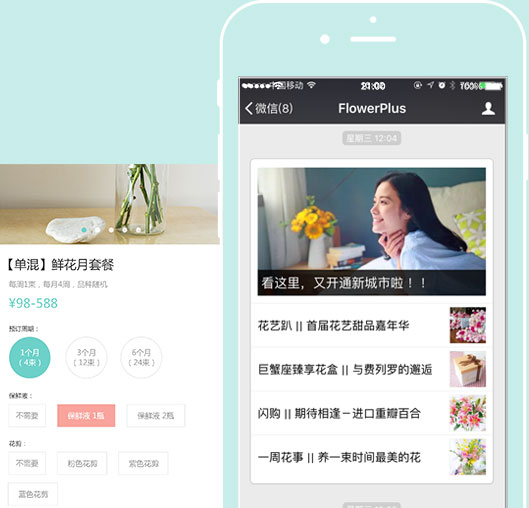 【单混】鲜花月套餐
每周1束，每月4周，品种随机
¥98-588
预订周期：
1个月
（4束）
3个月
（12束）
6个月
（24束）
保鲜液：
不需要
保鲜液 1瓶
保鲜液 2瓶
花剪：
不需要
粉色花剪
紫色花剪
蓝色花剪
中国移动
微信(8)
FlowerPlus
星期三 12:04
看这里，又开通新城市啦！！
花艺趴 || 首届花艺甜品嘉年华
巨蟹座臻享花盒 || 与费列罗的邂逅
闪购 || 期待相逢－进口重瓣百合
一周花事 || 养一束时间最美的花